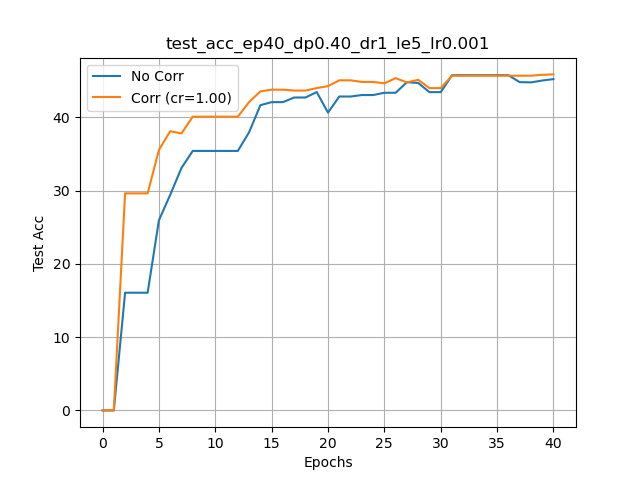 test_acc_ep40_dp0.40_dr1_le5_lr0.001
No Corr
Corr (cr=1.00)
Test Acc
40
30
20
10
0
0 5 10 15 20 25 30 35 40
Epochs